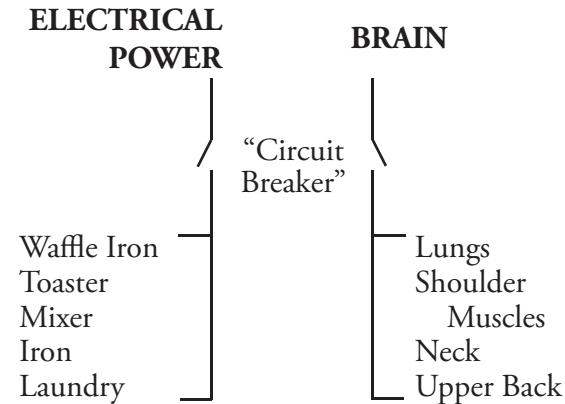 ELECTRICAL
POWER
BRAIN
“Circuit
Breaker”
Waffle Iron
Toaster
Mixer
Iron
Laundry
Lungs
Shoulder
Muscles
Neck
Upper Back